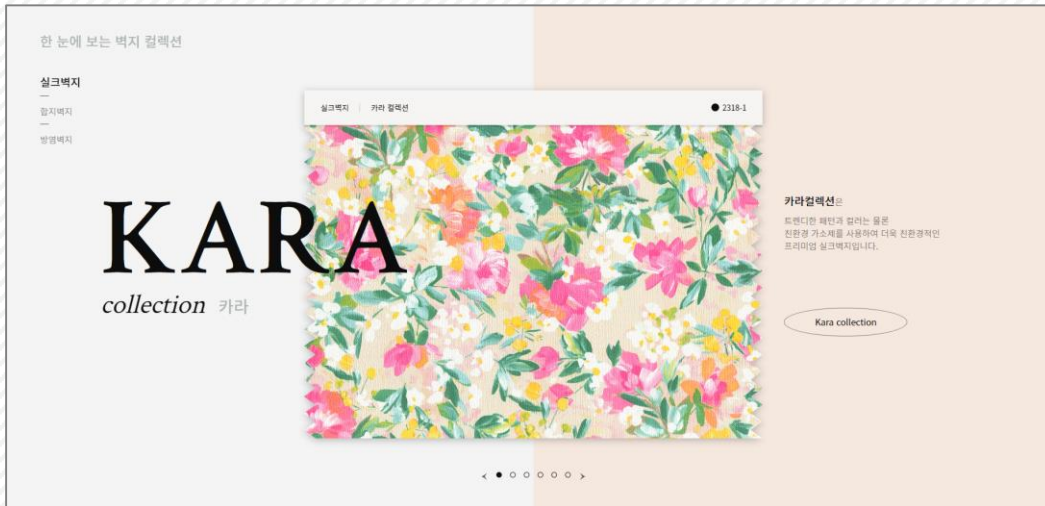 한 눈에 보는 벽지 컬렉션
실크벽지
합지벽지
방염벽지
실크벽지 | 카라 컬렉션
2318-1
KARA
collection 카라
카라컬렉션은
트렌디한 패턴과 컬러는 물론
친환경 가소제를 사용하여 더욱 친환경적인
프리미엄 실크벽지입니다.
Kara collection